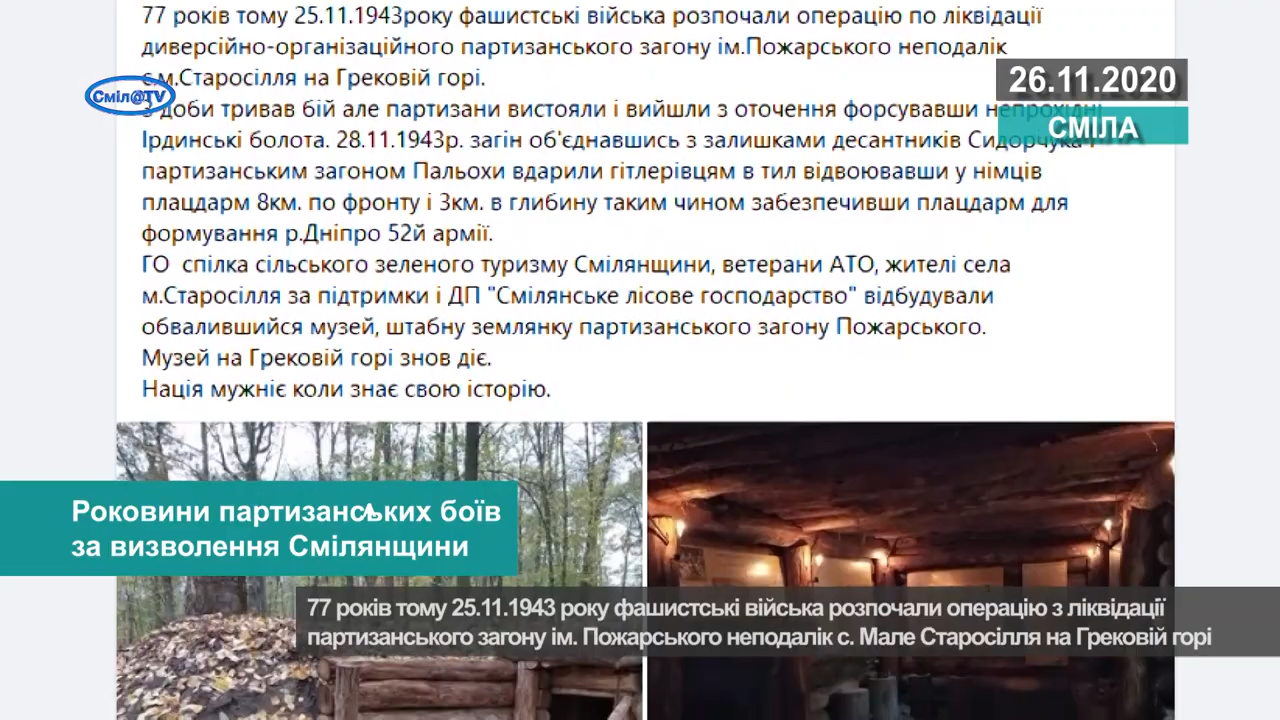 77 років тому 25.11.1943року фашистські війська розпочали операцію по ліквідації
диверсійно-організаційного партизанського загону ім.Пожарського неподалік
с.м.Старосілля на Грековій горі.
3 доби тривав бій але партизани вистояли і вийшли з оточення форсувавши непрохідні
Ірдинські болота. 28.11.1943р. загін об'єднавшись з залишками десантників Сидорчука і
партизанським загоном Пальохи вдарили гітлерівцям в тил відвоювавши у німців
плацдарм 8км. по фронту і 3км. в глибину таким чином забезпечивши плацдарм для
формування р.Дніпро 52й армії.
ГО спілка сільського зеленого туризму Смілянщини, ветерани АТО, жителі села
м.Старосілля за підтримки і ДП "Смілянське лісове господарство" відбудували
обвалившийся музей, штабну землянку партизанського загону Пожарського.
Музей на Грековій горі знов діє.
Нація мужніє коли знає свою історію.
Сміл@TV
26.11.2020
СМІЛА
Роковини партизанських боїв
за визволення Смілянщини
77 років тому 25.11.1943 року фашистські війська розпочали операцію з ліквідації
партизанського загону ім. Пожарського неподалік с. Мале Старосілля на Грековій горі